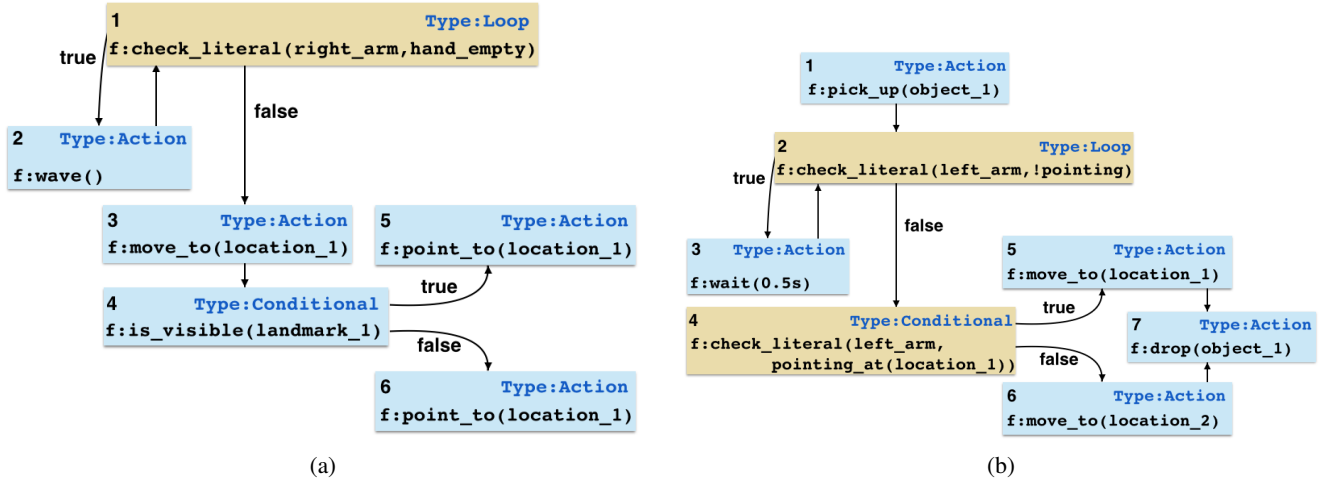 1 Type:Loop
f:check_literal(right_arm,hand_empty)
true
false
2 Type:Action
f:wave()
3 Type:Action
f:move_to(location_1)
5 Type:Action
f:point_to(location_1)
4 Type:Conditional
f:is_visible(landmark_1)
true
false
6 Type:Action
f:point_to(location_1)
(a)
1 Type:Action
f:pick_up(object_1)
2 Type:Loop
f:check_literal(left_arm,!pointing)
true
false
3 Type:Action
f:wait(0.5s)
4 Type:Conditional
f:check_literal(left_arm,
pointing_at(location_1))
true
false
5 Type:Action
f:move_to(location_1)
7 Type:Action
f:drop(object_1)
6 Type:Action
f:move_to(location_2)
(b)